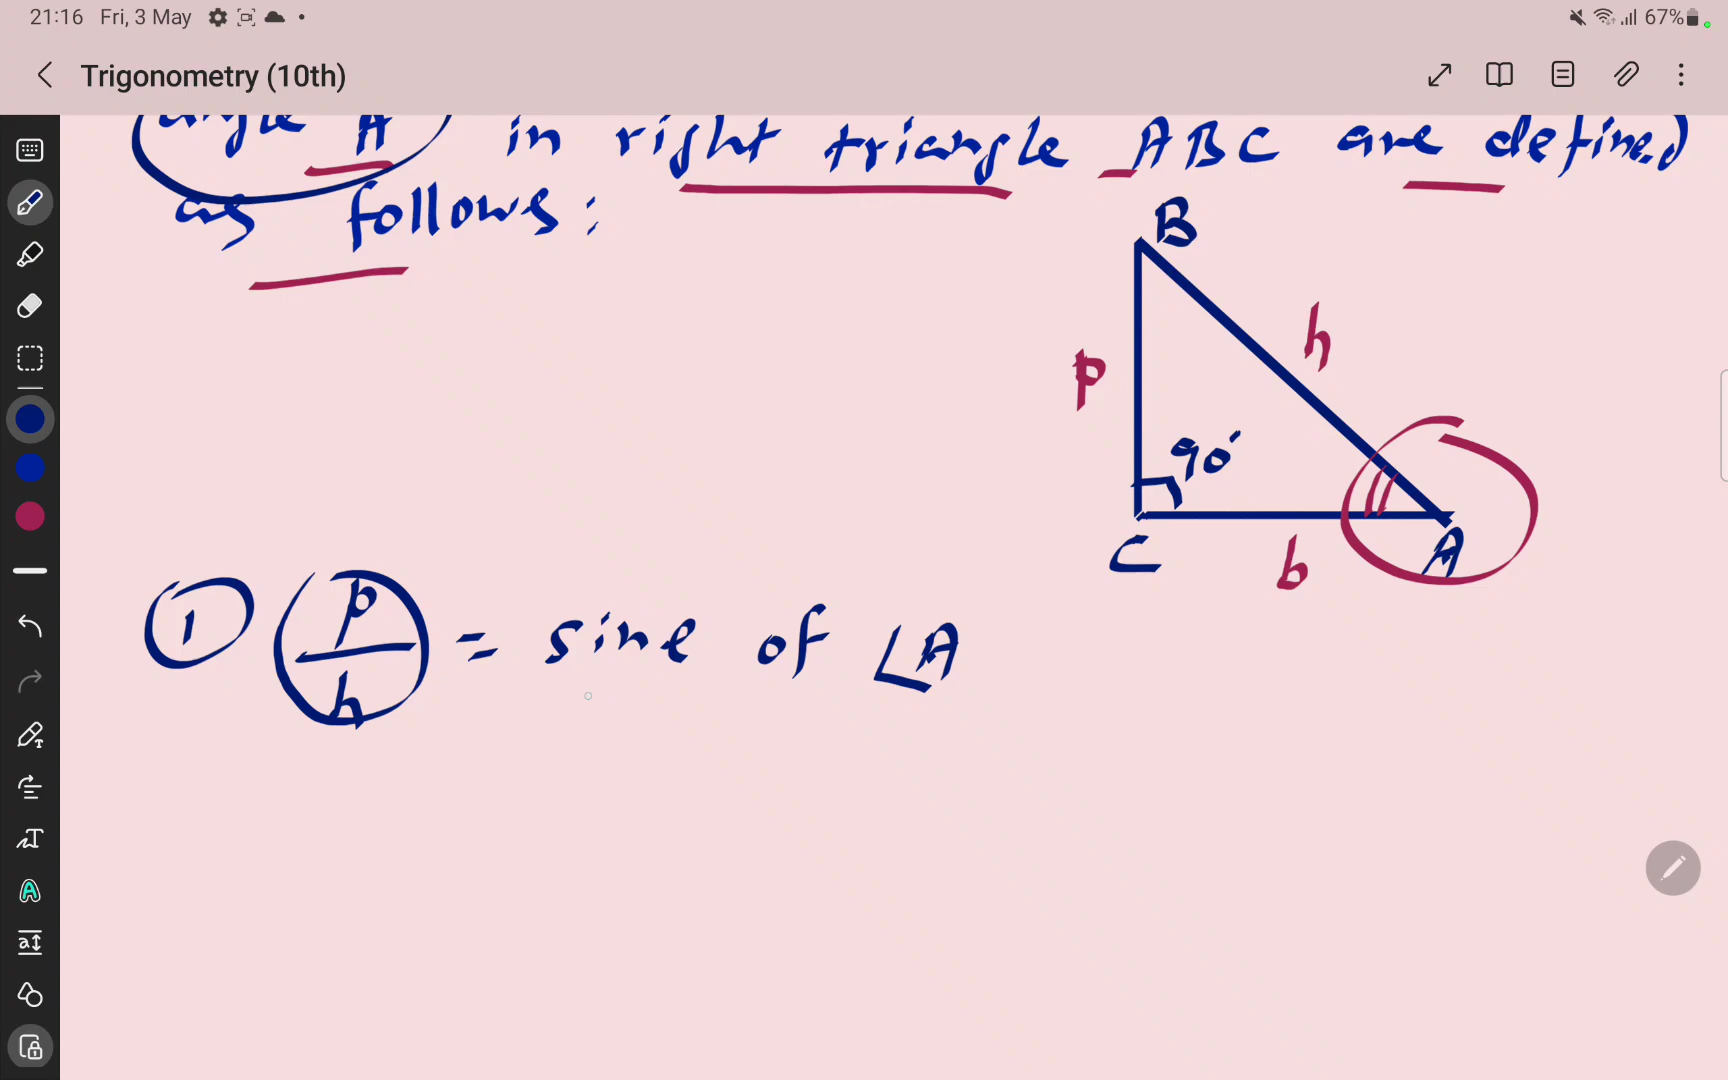 21:16 Fri, 3 May
67%
Trigonometry (10th)
(angle A) in right triangle ABC are defined
as follows:
B
h
p
90°
C
b
A
1 p/h = sine of ∠A